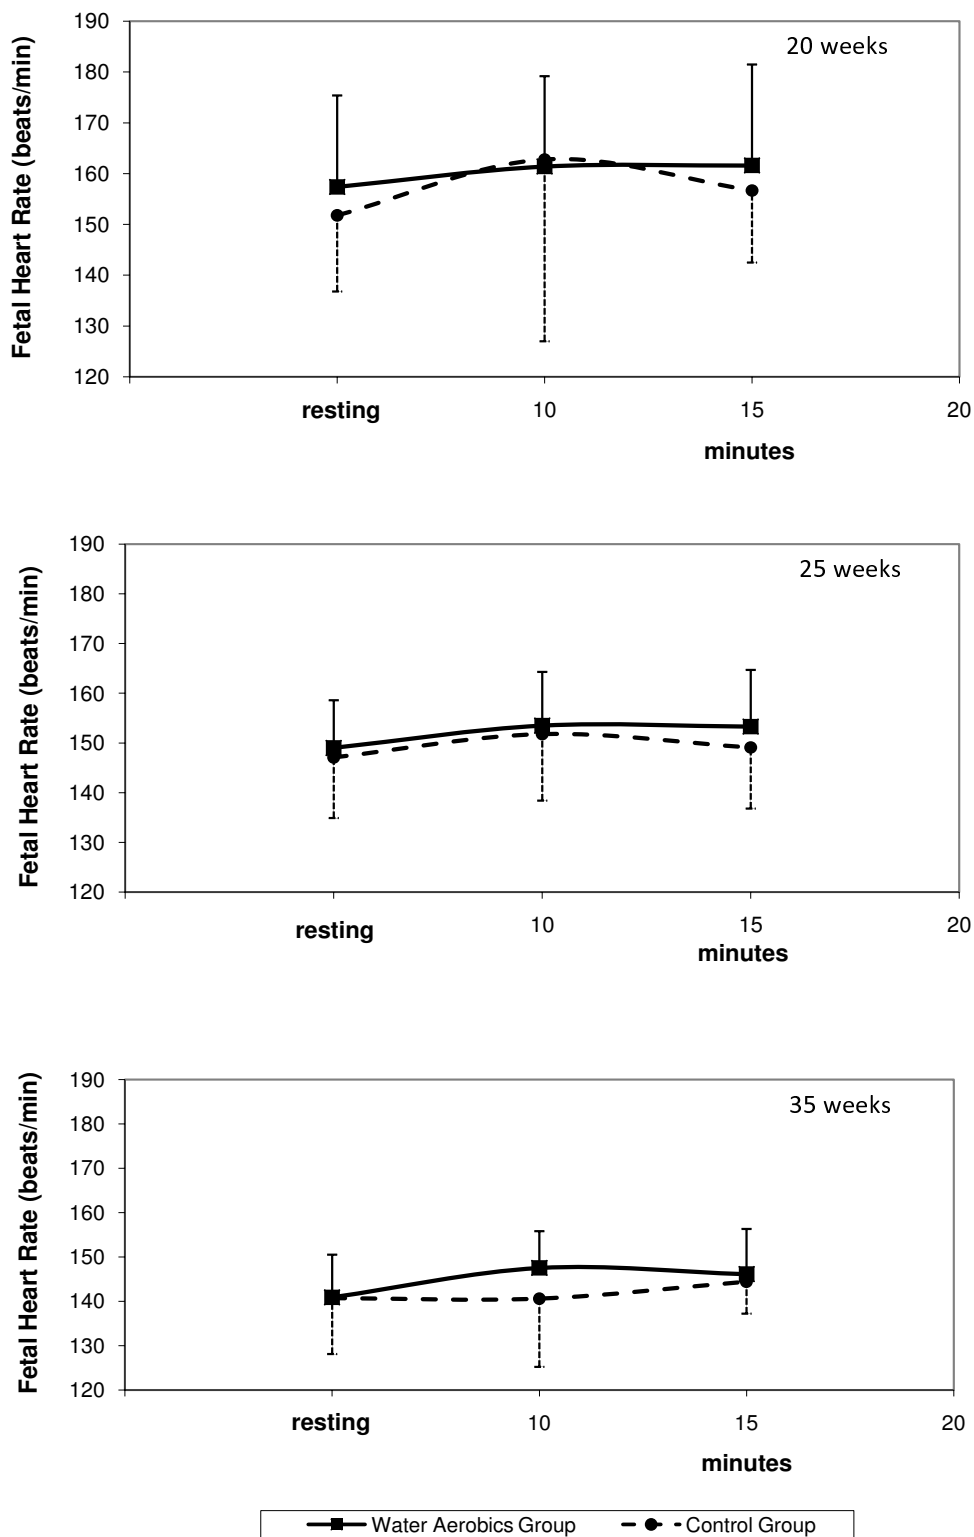 190
20 weeks
180
170
160
150
140
130
120
Fetal Heart Rate (beats/min)
resting 10 15 20
minutes
190
25 weeks
180
170
160
150
140
130
120
Fetal Heart Rate (beats/min)
resting 10 15 20
minutes
190
35 weeks
180
170
160
150
140
130
120
Fetal Heart Rate (beats/min)
resting 10 15 20
minutes
Water Aerobics Group Control Group